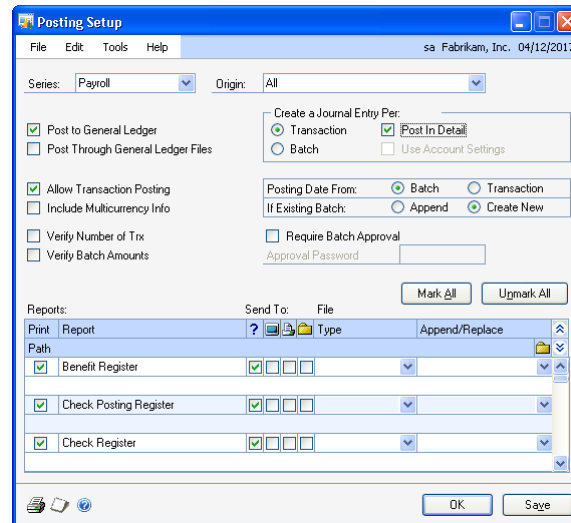 Posting Setup
File Edit Tools Help sa Fabrikam, Inc. 04/12/2017
Series: Payroll Origin: All
Create a Journal Entry Per:
Post to General Ledger Transaction Post In Detail
Post Through General Ledger Files Batch Use Account Settings
Allow Transaction Posting Posting Date From: Batch Transaction
Include Multicurrency Info If Existing Batch: Append Create New
Verify Number of Trx Require Batch Approval
Verify Batch Amounts Approval Password
Mark All Unmark All
Reports: Send To: File
Print Report ? Type Append/Replace
Path
Benefit Register
Check Posting Register
Check Register
OK Save